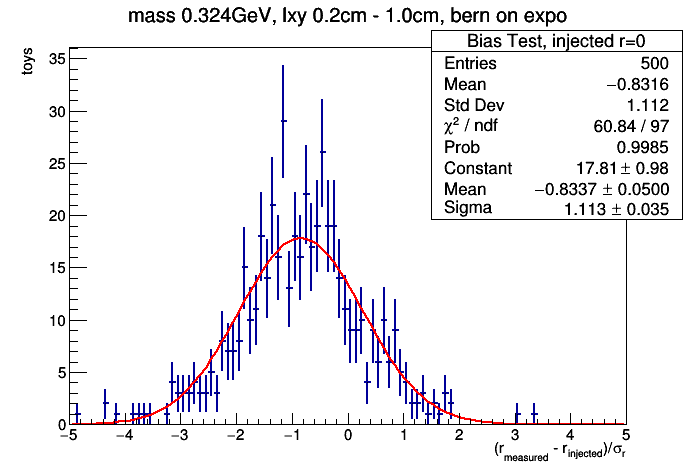 mass 0.324GeV, lxy 0.2cm - 1.0cm, bern on expo
Bias Test, injected r=0
Entries 500
Mean −0.8316
Std Dev 1.112
χ² / ndf 60.84 / 97
Prob 0.9985
Constant 17.81 ± 0.98
Mean −0.8337 ± 0.0500
Sigma 1.113 ± 0.035
toys
35
30
25
20
15
10
5
0
−5 −4 −3 −2 −1 0 1 2 3 4 5
(r_measured - r_injected)/σ_r